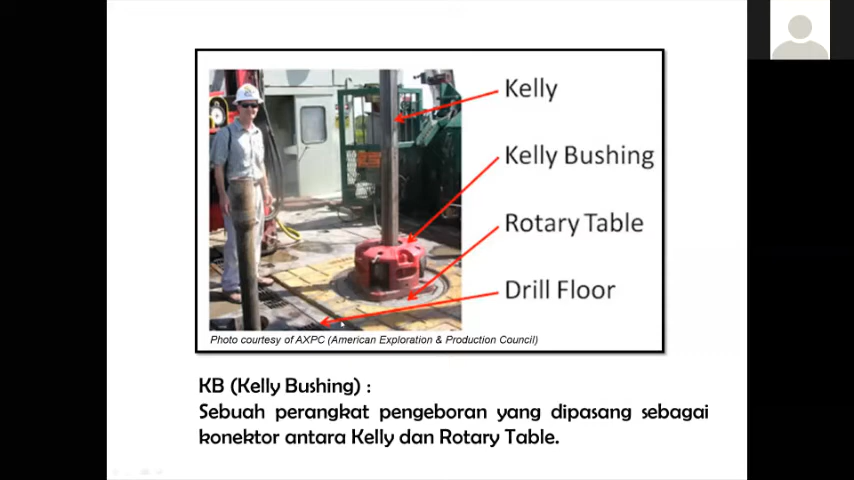 Kelly
Kelly Bushing
Rotary Table
Drill Floor
Photo courtesy of AXPC (American Exploration & Production Council)
KB (Kelly Bushing) :
Sebuah perangkat pengeboran yang dipasang sebagai
konektor antara Kelly dan Rotary Table.